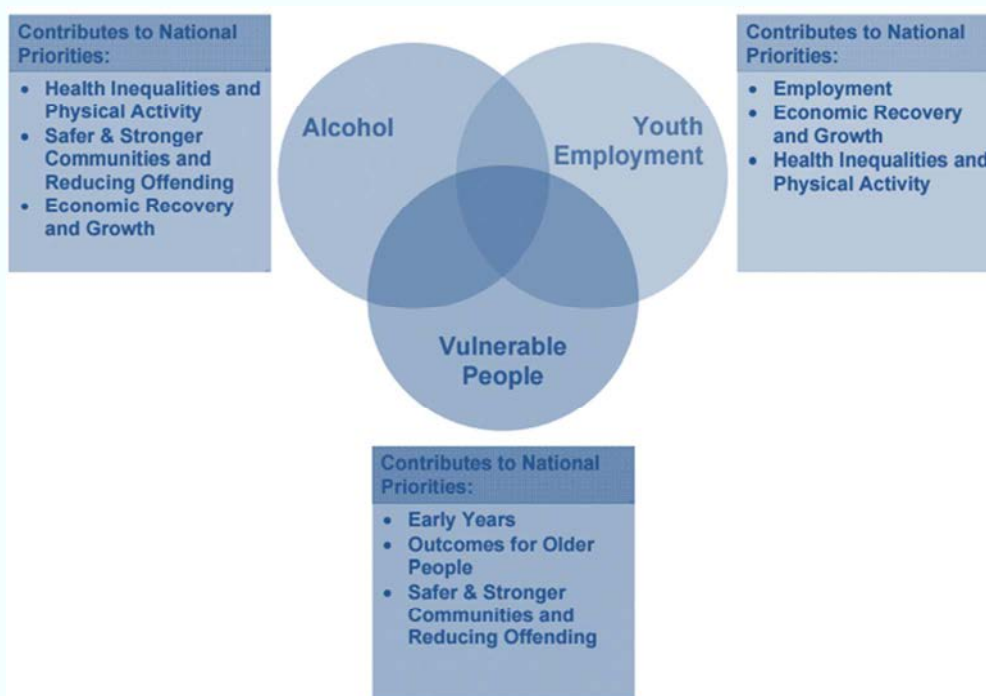 Contributes to National
Priorities:
• Health Inequalities and
Physical Activity
• Safer & Stronger
Communities and
Reducing Offending
• Economic Recovery
and Growth
Alcohol
Youth
Employment
Vulnerable
People
Contributes to National
Priorities:
• Employment
• Economic Recovery
and Growth
• Health Inequalities and
Physical Activity
Contributes to National
Priorities:
• Early Years
• Outcomes for Older
People
• Safer & Stronger
Communities and
Reducing Offending